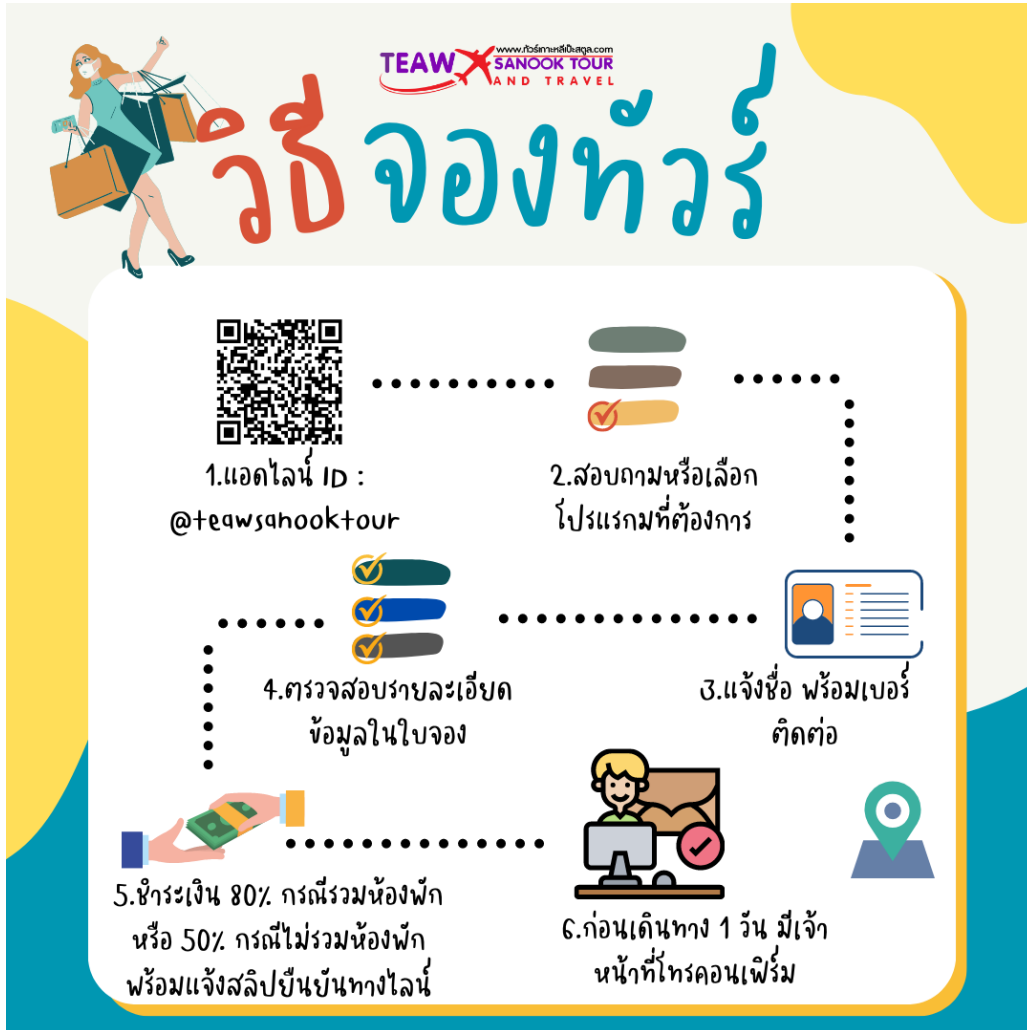 www.ทัวร์เกาะหลีเป๊ะสตูล.com
TEAW SANOOK TOUR
AND TRAVEL
วิธีจองทัวร์
1.แอดไลน์ ID :
@teawsanooktour
2.สอบถามหรือเลือก
โปรแรกมที่ต้องการ
3.แจ้งชื่อ พร้อมเบอร์
ติดต่อ
4.ตรวจสอบรายละเอียด
ข้อมูลในใบจอง
5.ชำระเงิน 80% กรณีรวมห้องพัก
หรือ 50% กรณีไม่รวมห้องพัก
พร้อมแจ้งสลิปยืนยันทางไลน์
6.ก่อนเดินทาง 1 วัน มีเจ้า
หน้าที่โทรคอนเฟิร์ม